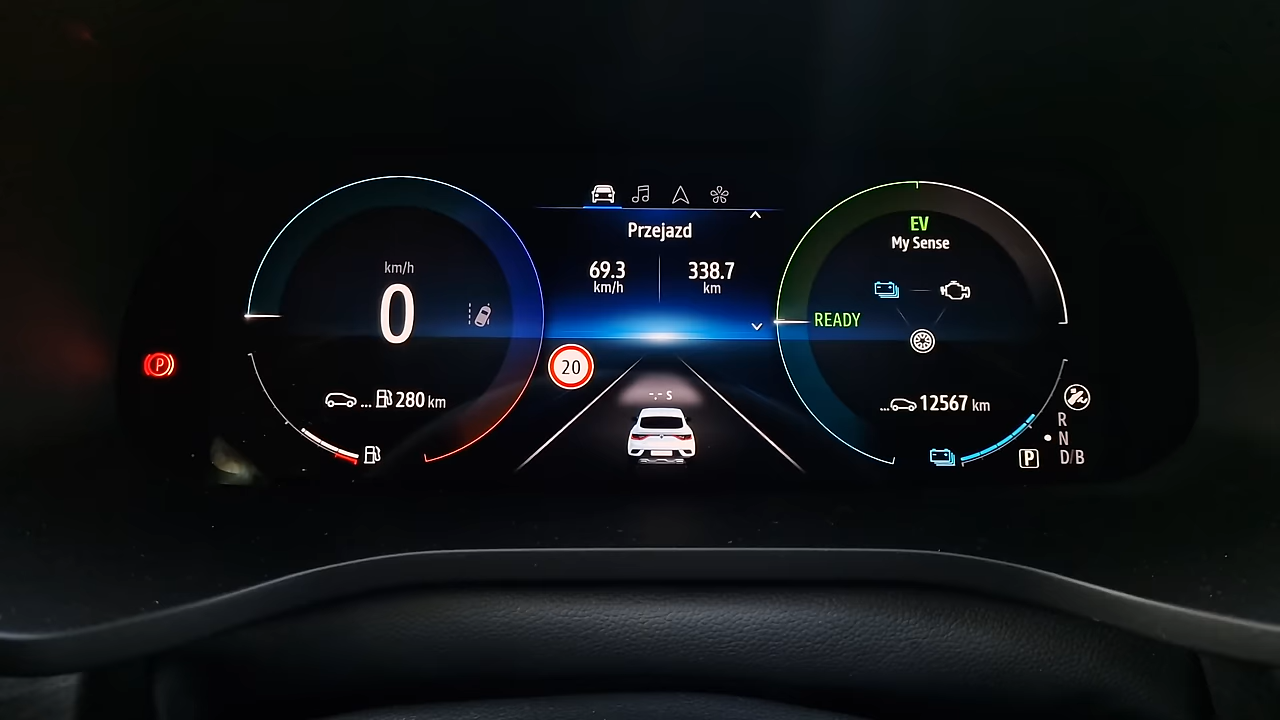 Przejazd
69.3 km/h
338.7 km
km/h
0
20
-.- s
... 280 km
EV
My Sense
READY
... 12567 km
R
N
D/B
P
P